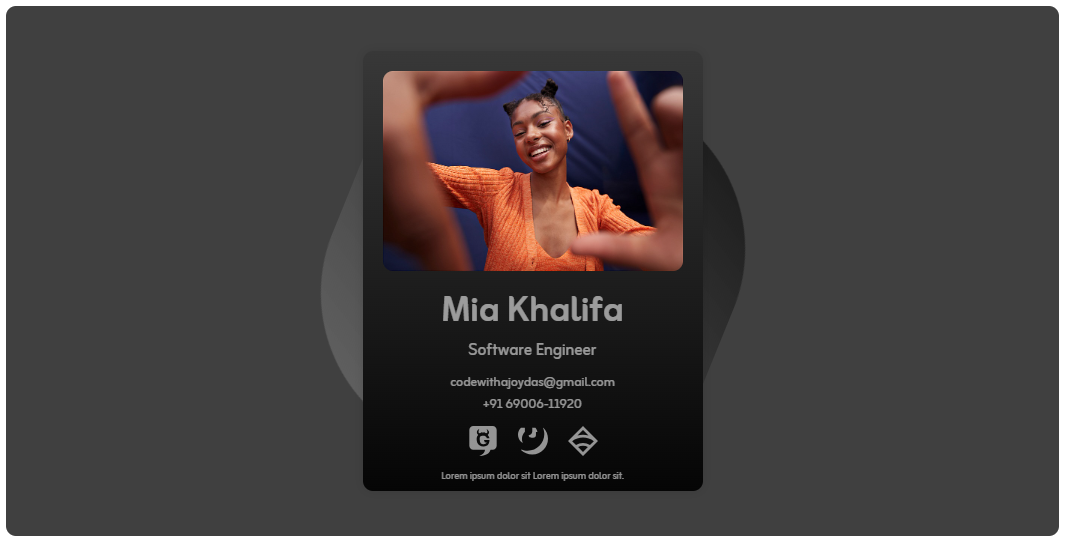 Mia Khalifa
Software Engineer
codewithajoydas@gmail.com
+91 69006-11920
G
Lorem ipsum dolor sit Lorem ipsum dolor sit.